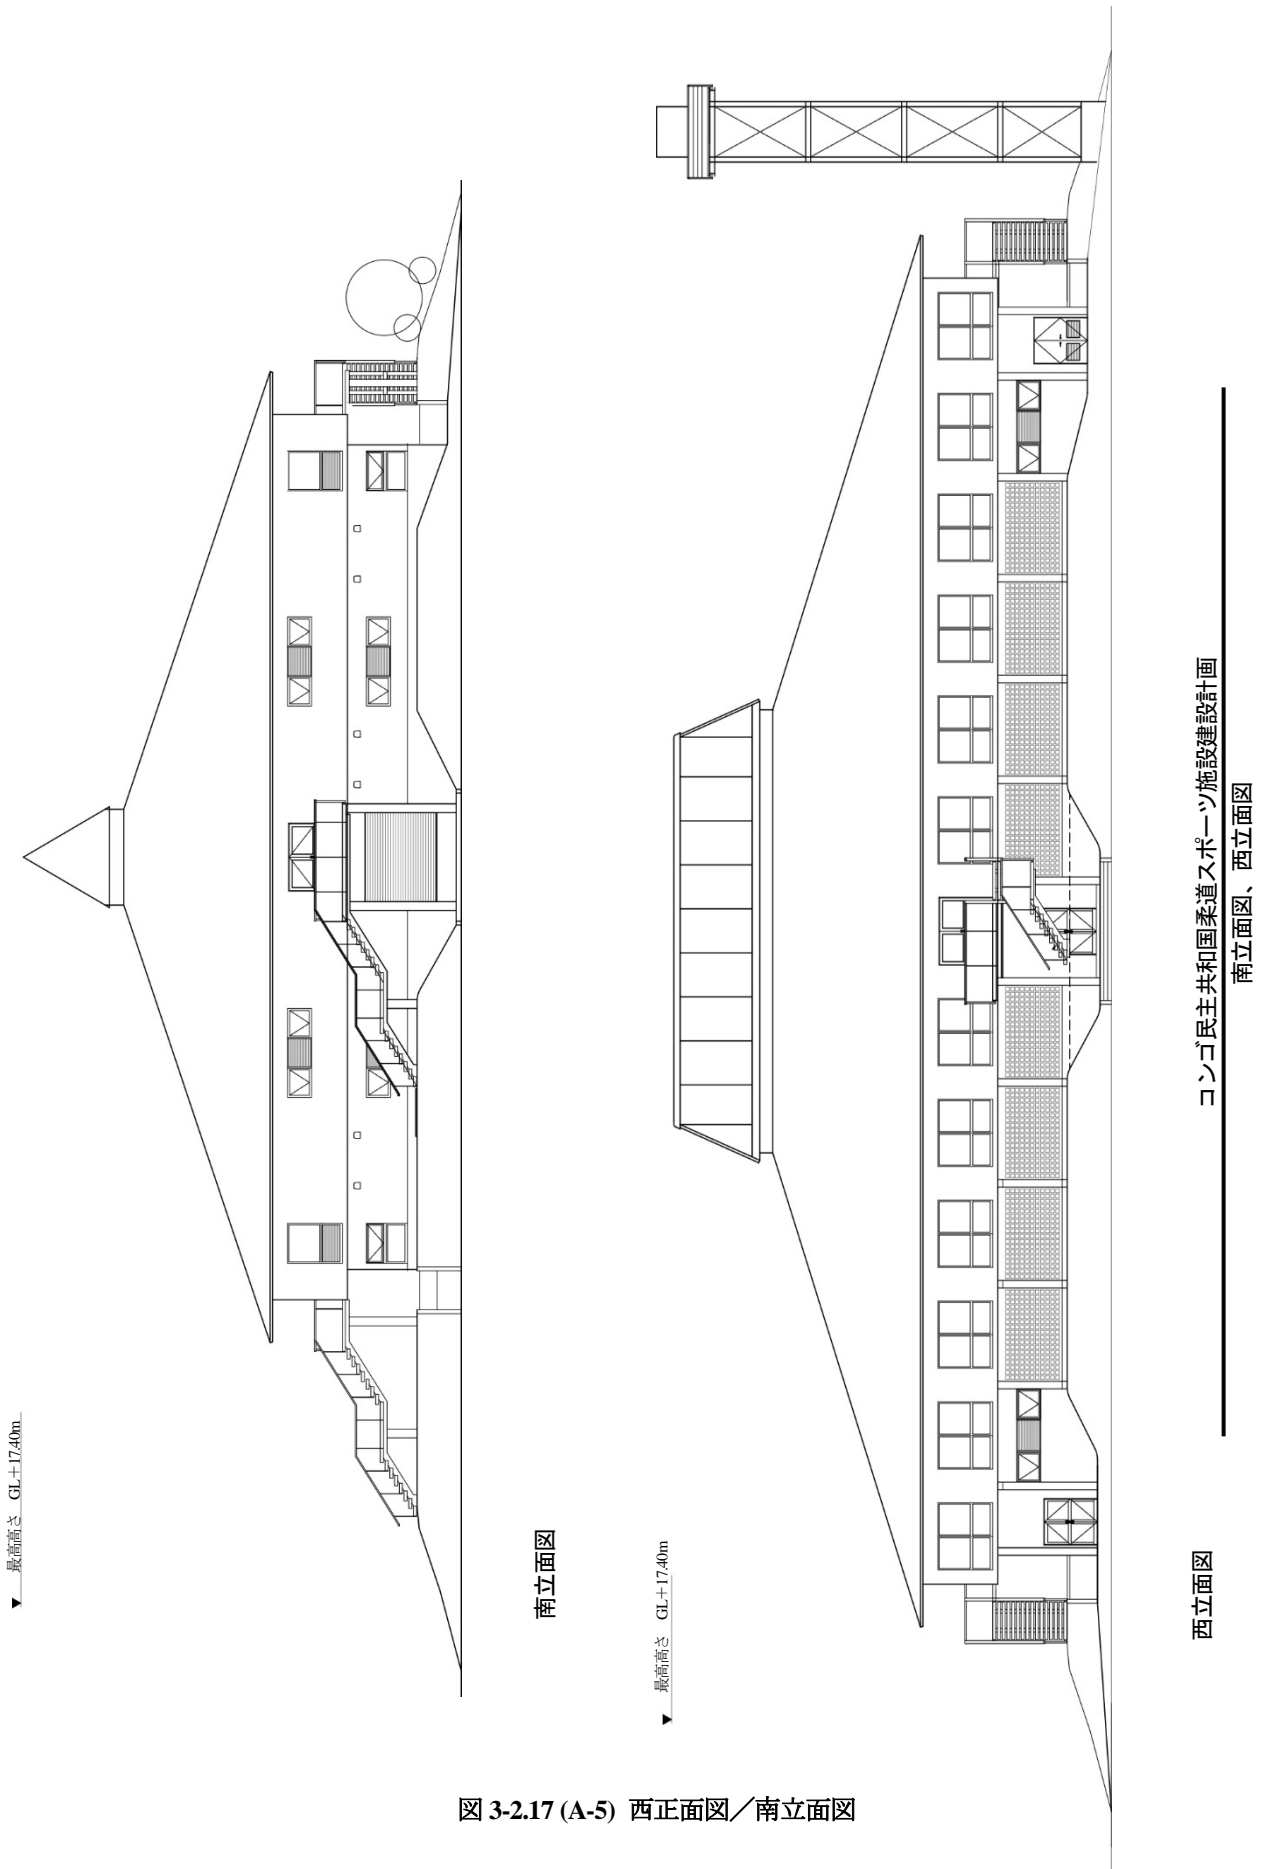 ▼ 最高高さ GL＋17.40m
南立面図
▼ 最高高さ GL＋17.40m
西立面図
コンゴ民主共和国柔道スポーツ施設建設計画
南立面図、西立面図
図 3-2.17 (A-5) 西正面図／南立面図